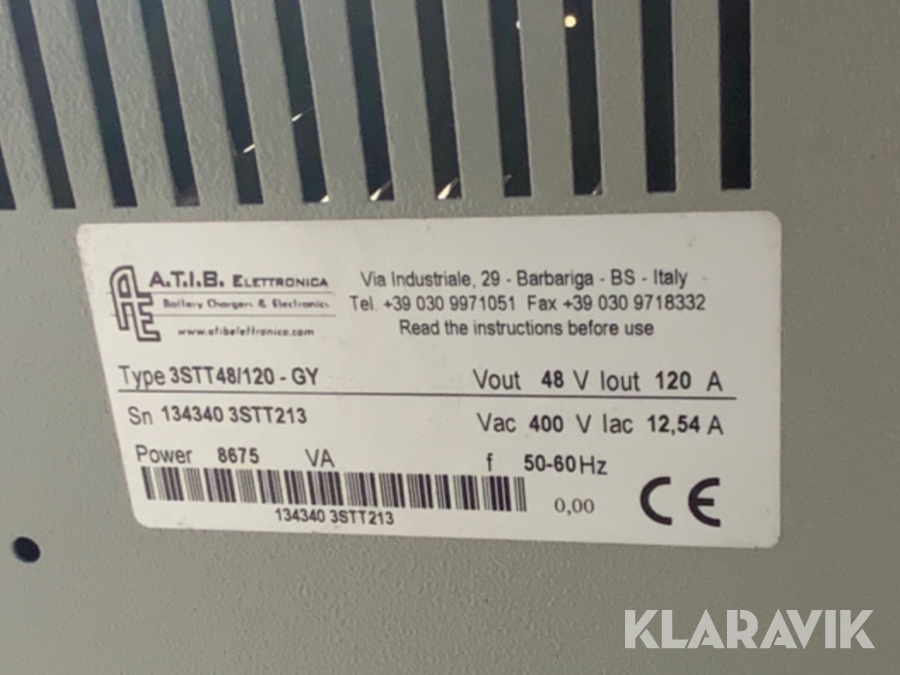 A.T.I.B. ELETTRONICA
Battery Chargers & Electronics
www.atibelettronica.com
Via Industriale, 29 - Barbariga - BS - Italy
Tel. +39 030 9971051 Fax +39 030 9718332
Read the instructions before use
Type 3STT48/120 - GY Vout 48 V Iout 120 A
Sn 134340 3STT213 Vac 400 V Iac 12,54 A
Power 8675 VA f 50-60Hz
134340 3STT213
0,00
CE
KLARAVIK